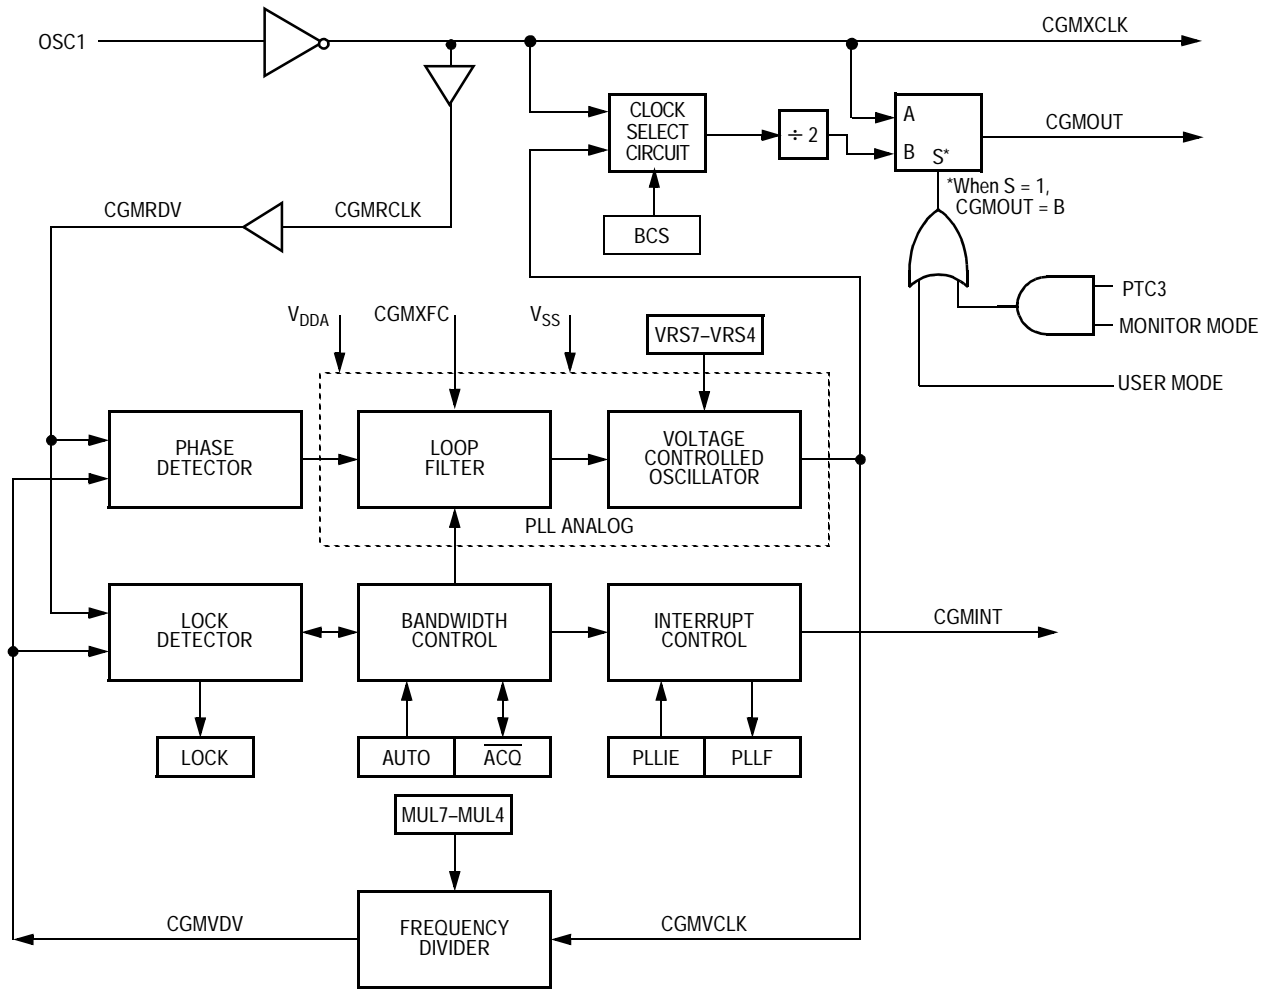 OSC1
CGMXCLK
CLOCK
SELECT
CIRCUIT
÷ 2
A
B
S*
CGMOUT
*When S = 1,
CGMOUT = B
CGMRDV
CGMRCLK
BCS
PTC3
MONITOR MODE
USER MODE
VDDA
CGMXFC
VSS
VRS7–VRS4
PHASE
DETECTOR
LOOP
FILTER
VOLTAGE
CONTROLLED
OSCILLATOR
PLL ANALOG
LOCK
DETECTOR
BANDWIDTH
CONTROL
INTERRUPT
CONTROL
CGMINT
LOCK
AUTO
ACQ
PLLIE
PLLF
MUL7–MUL4
CGMVDV
FREQUENCY
DIVIDER
CGMVCLK